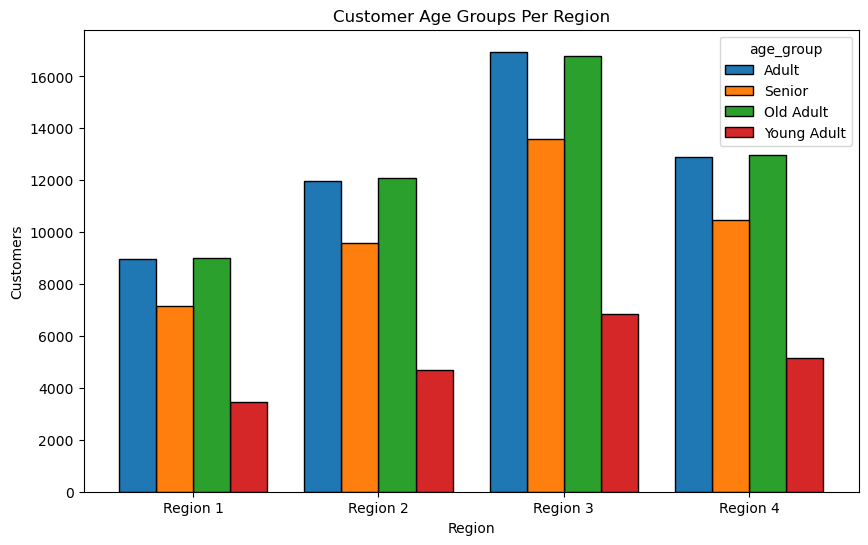 Customer Age Groups Per Region
age_group
Adult
Senior
Old Adult
Young Adult
Customers
16000
14000
12000
10000
8000
6000
4000
2000
0
Region 1 Region 2 Region 3 Region 4
Region